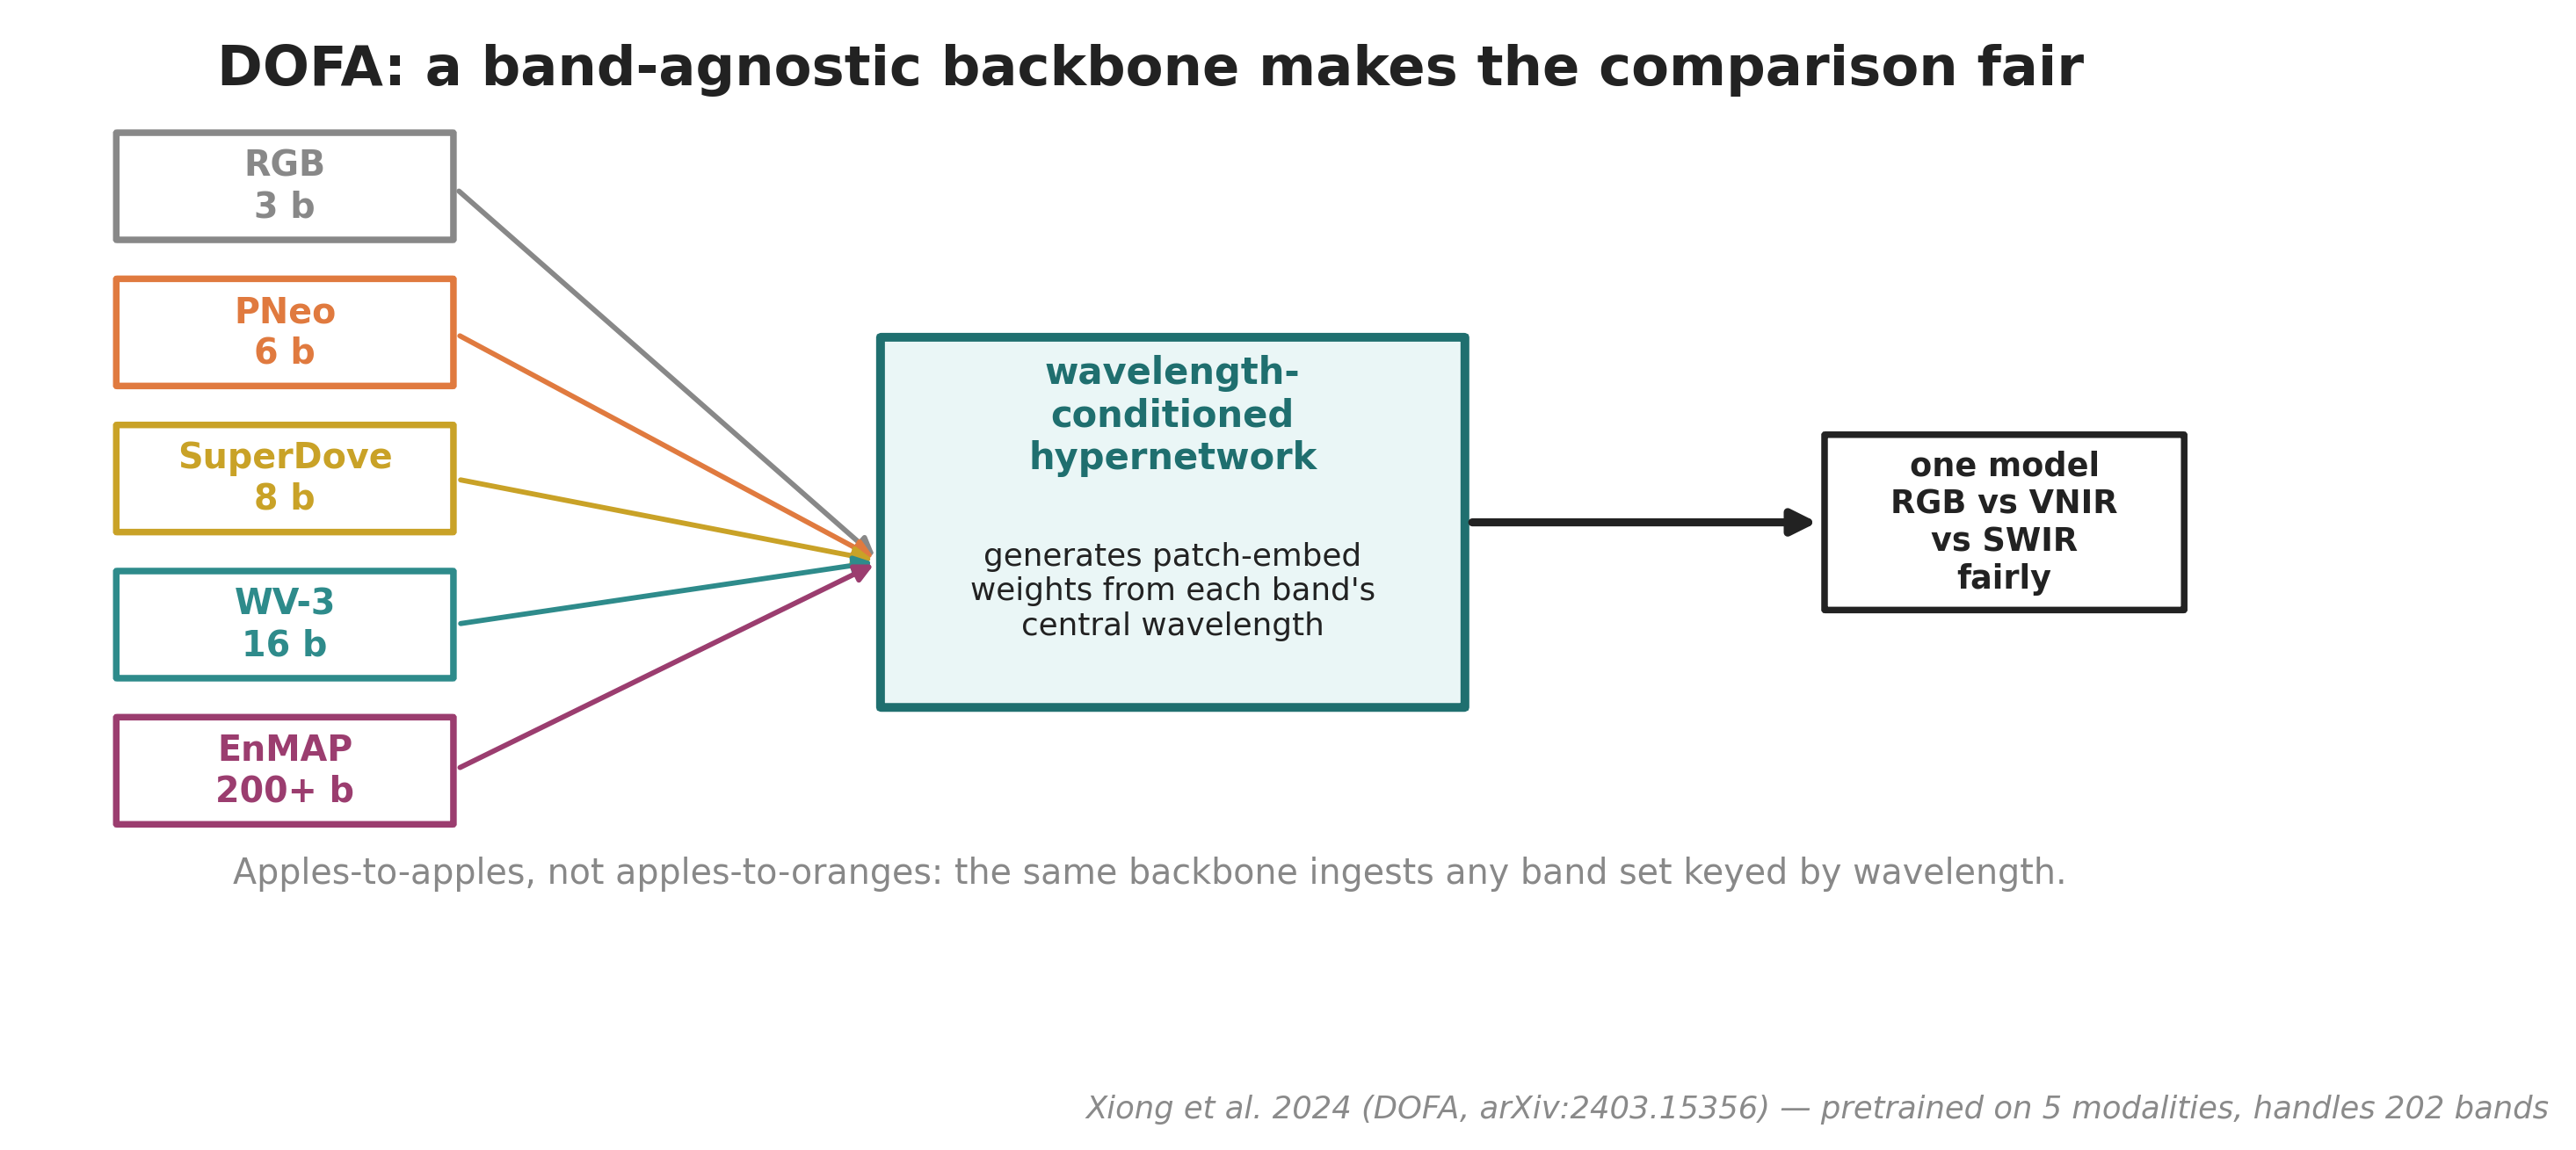 DOFA: a band-agnostic backbone makes the comparison fair
RGB
3 b
PNeo
6 b
SuperDove
8 b
WV-3
16 b
EnMAP
200+ b
wavelength-
conditioned
hypernetwork
generates patch-embed
weights from each band's
central wavelength
one model
RGB vs VNIR
vs SWIR
fairly
Apples-to-apples, not apples-to-oranges: the same backbone ingests any band set keyed by wavelength.
Xiong et al. 2024 (DOFA, arXiv:2403.15356) — pretrained on 5 modalities, handles 202 bands